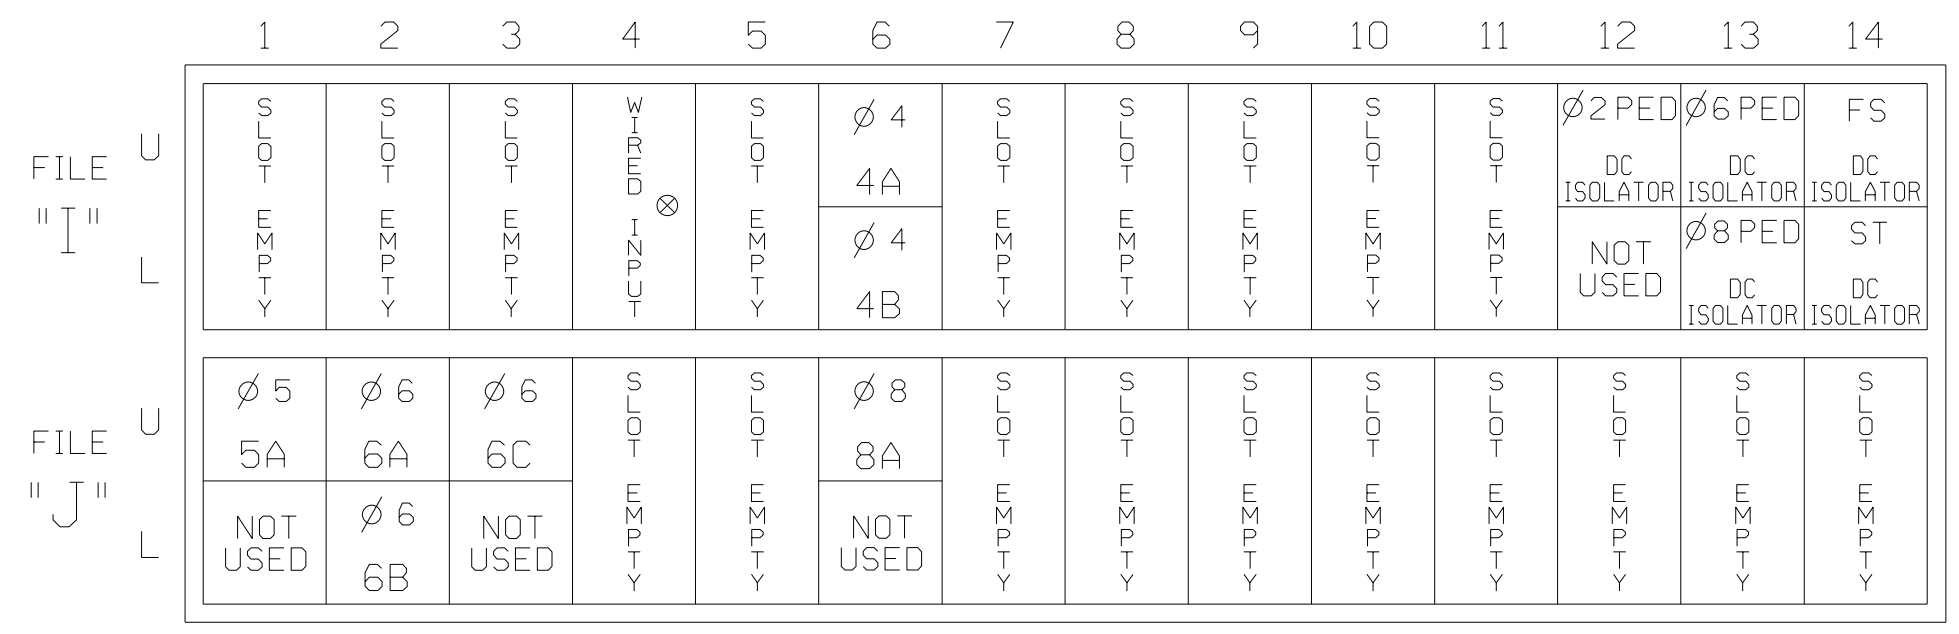 1 2 3 4 5 6 7 8 9 10 11 12 13 14
FILE "I"
U
L
SLOT EMPTY
SLOT EMPTY
SLOT EMPTY
WIRED INPUT ⊗
SLOT EMPTY
Ø 4
4A
Ø 4
4B
SLOT EMPTY
SLOT EMPTY
SLOT EMPTY
SLOT EMPTY
SLOT EMPTY
Ø2 PED
DC
ISOLATOR
NOT
USED
Ø6 PED
DC
ISOLATOR
Ø8 PED
DC
ISOLATOR
FS
DC
ISOLATOR
ST
DC
ISOLATOR
FILE "J"
U
L
Ø 5
5A
NOT
USED
Ø 6
6A
Ø 6
6B
Ø 6
6C
NOT
USED
SLOT EMPTY
SLOT EMPTY
Ø 8
8A
NOT
USED
SLOT EMPTY
SLOT EMPTY
SLOT EMPTY
SLOT EMPTY
SLOT EMPTY
SLOT EMPTY
SLOT EMPTY
SLOT EMPTY